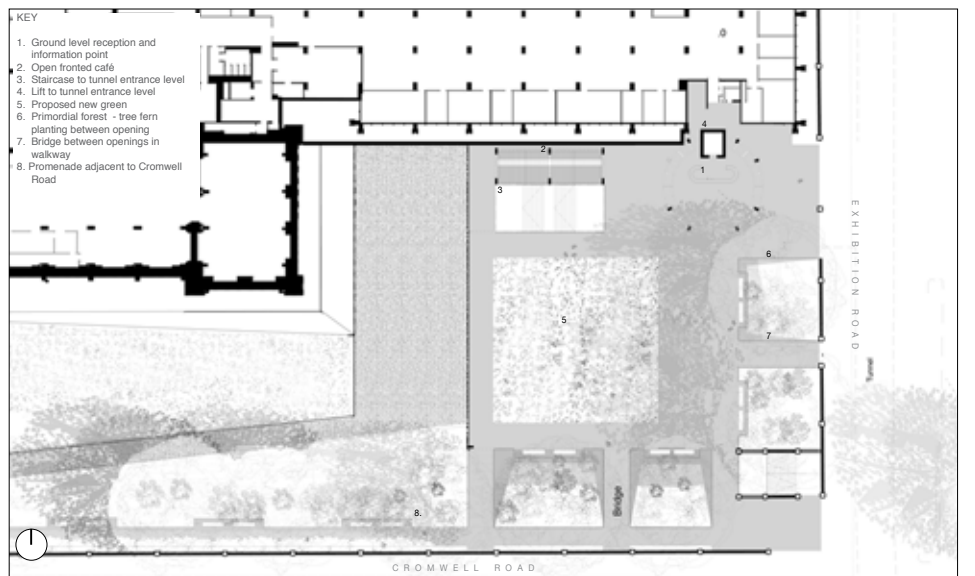 KEY
1. Ground level reception and
information point
2. Open fronted café
3. Staircase to tunnel entrance level
4. Lift to tunnel entrance level
5. Proposed new green
6. Primordial forest - tree fern
planting between opening
7. Bridge between openings in
walkway
8. Promenade adjacent to Cromwell
Road
4
2
1
3
EXHIBITION ROAD
6
5
7
Tunnel
Bridge
8.
CROMWELL ROAD